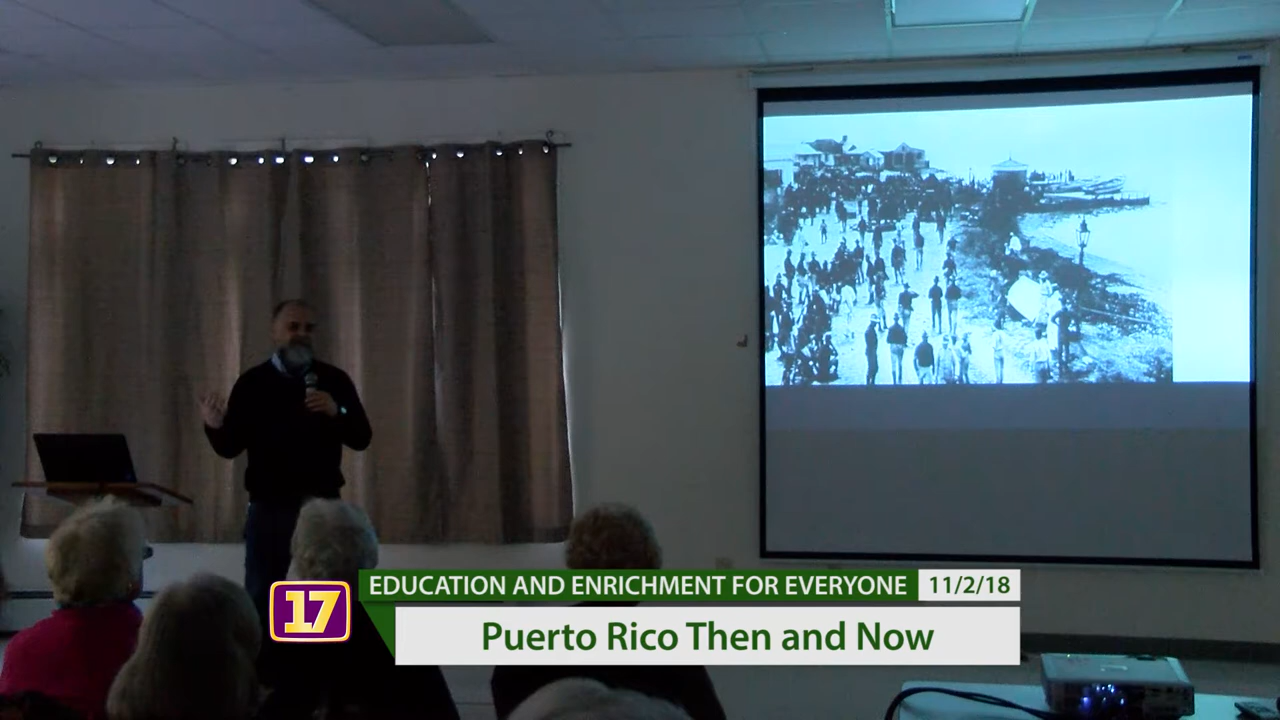 17
EDUCATION AND ENRICHMENT FOR EVERYONE 11/2/18
Puerto Rico Then and Now